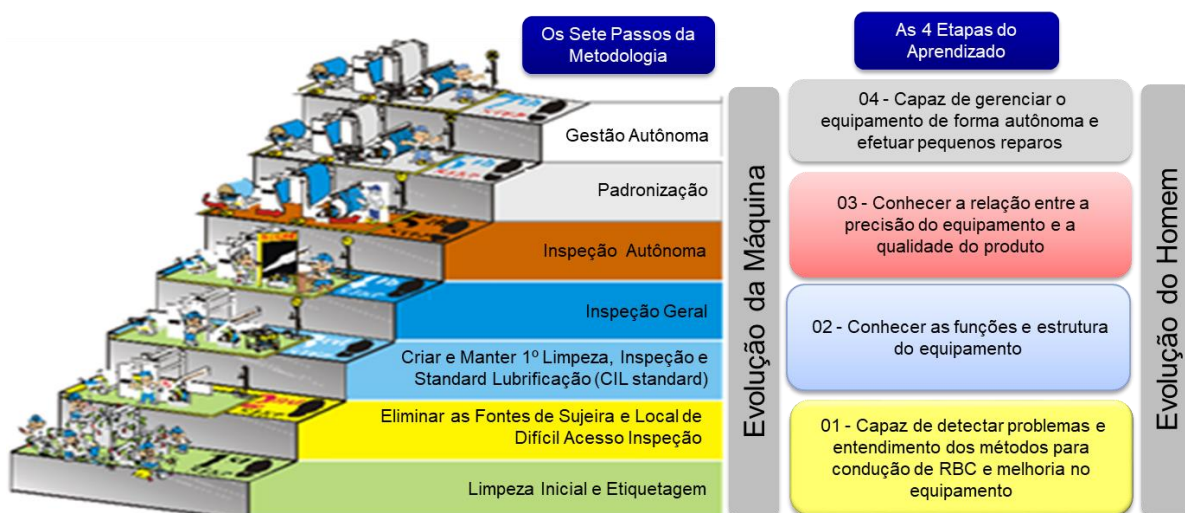 Os Sete Passos da
Metodologia
As 4 Etapas do
Aprendizado
Gestão Autônoma
Padronização
Inspeção Autônoma
Inspeção Geral
Criar e Manter 1º Limpeza, Inspeção e
Standard Lubrificação (CIL standard)
Eliminar as Fontes de Sujeira e Local de
Difícil Acesso Inspeção
Limpeza Inicial e Etiquetagem
Evolução da Máquina
04 - Capaz de gerenciar o
equipamento de forma autônoma e
efetuar pequenos reparos
03 - Conhecer a relação entre a
precisão do equipamento e a
qualidade do produto
02 - Conhecer as funções e estrutura
do equipamento
01 - Capaz de detectar problemas e
entendimento dos métodos para
condução de RBC e melhoria no
equipamento
Evolução do Homem